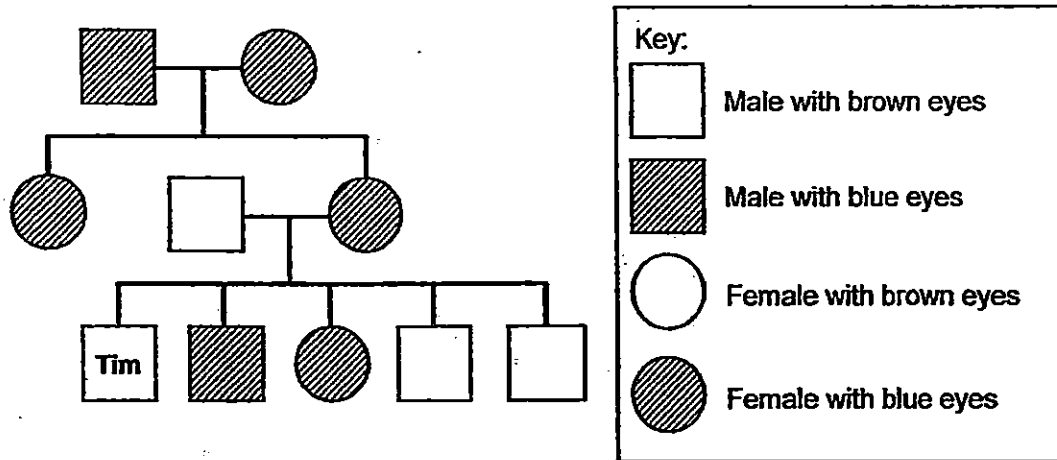 Key:
Male with brown eyes
Male with blue eyes
Female with brown eyes
Female with blue eyes
Tim